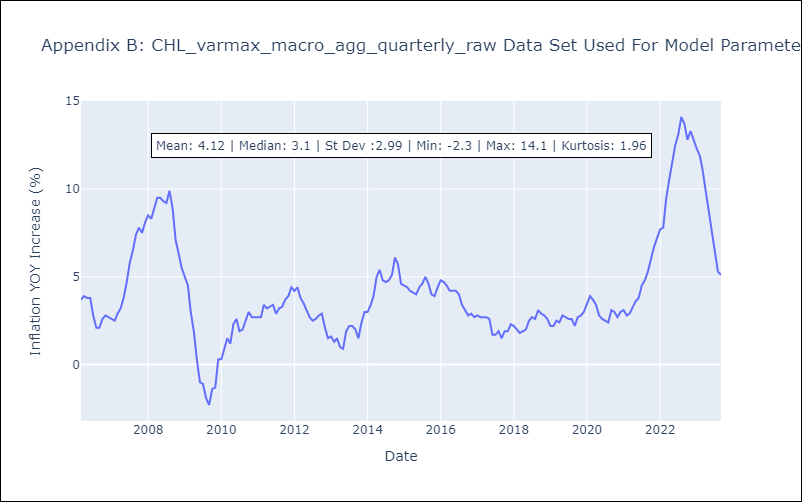 Appendix B: CHL_varmax_macro_agg_quarterly_raw Data Set Used For Model Paramete
15
Mean: 4.12 | Median: 3.1 | St Dev :2.99 | Min: -2.3 | Max: 14.1 | Kurtosis: 1.96
10
5
0
Inflation YOY Increase (%)
2008 2010 2012 2014 2016 2018 2020 2022
Date